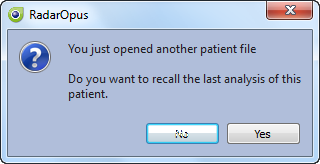 RadarOpus
You just opened another patient file
Do you want to recall the last analysis of this
patient.
No Yes